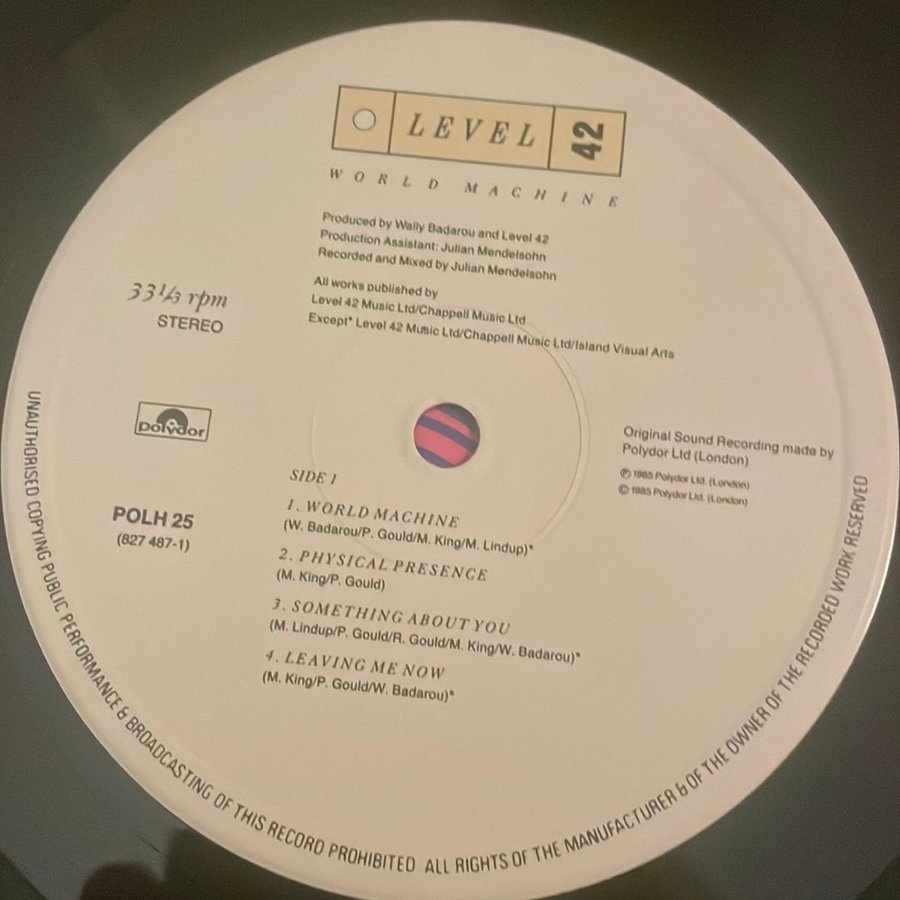 LEVEL 42
WORLD MACHINE
Produced by Wally Badarou and Level 42
Production Assistant: Julian Mendelsohn
Recorded and Mixed by Julian Mendelsohn
All works published by
Level 42 Music Ltd/Chappell Music Ltd
Except* Level 42 Music Ltd/Chappell Music Ltd/Island Visual Arts
33 1/3 rpm
STEREO
polydor
POLH 25
(827 487-1)
Original Sound Recording made by
Polydor Ltd (London)
℗ 1985 Polydor Ltd. (London)
© 1985 Polydor Ltd. (London)
SIDE 1
1. WORLD MACHINE
(W. Badarou/P. Gould/M. King/M. Lindup)*
2. PHYSICAL PRESENCE
(M. King/P. Gould)
3. SOMETHING ABOUT YOU
(M. Lindup/P. Gould/R. Gould/M. King/W. Badarou)*
4. LEAVING ME NOW
(M. King/P. Gould/W. Badarou)*
UNAUTHORISED COPYING PUBLIC PERFORMANCE & BROADCASTING OF THIS RECORD PROHIBITED ALL RIGHTS OF THE MANUFACTURER & OF THE OWNER OF THE RECORDED WORK RESERVED